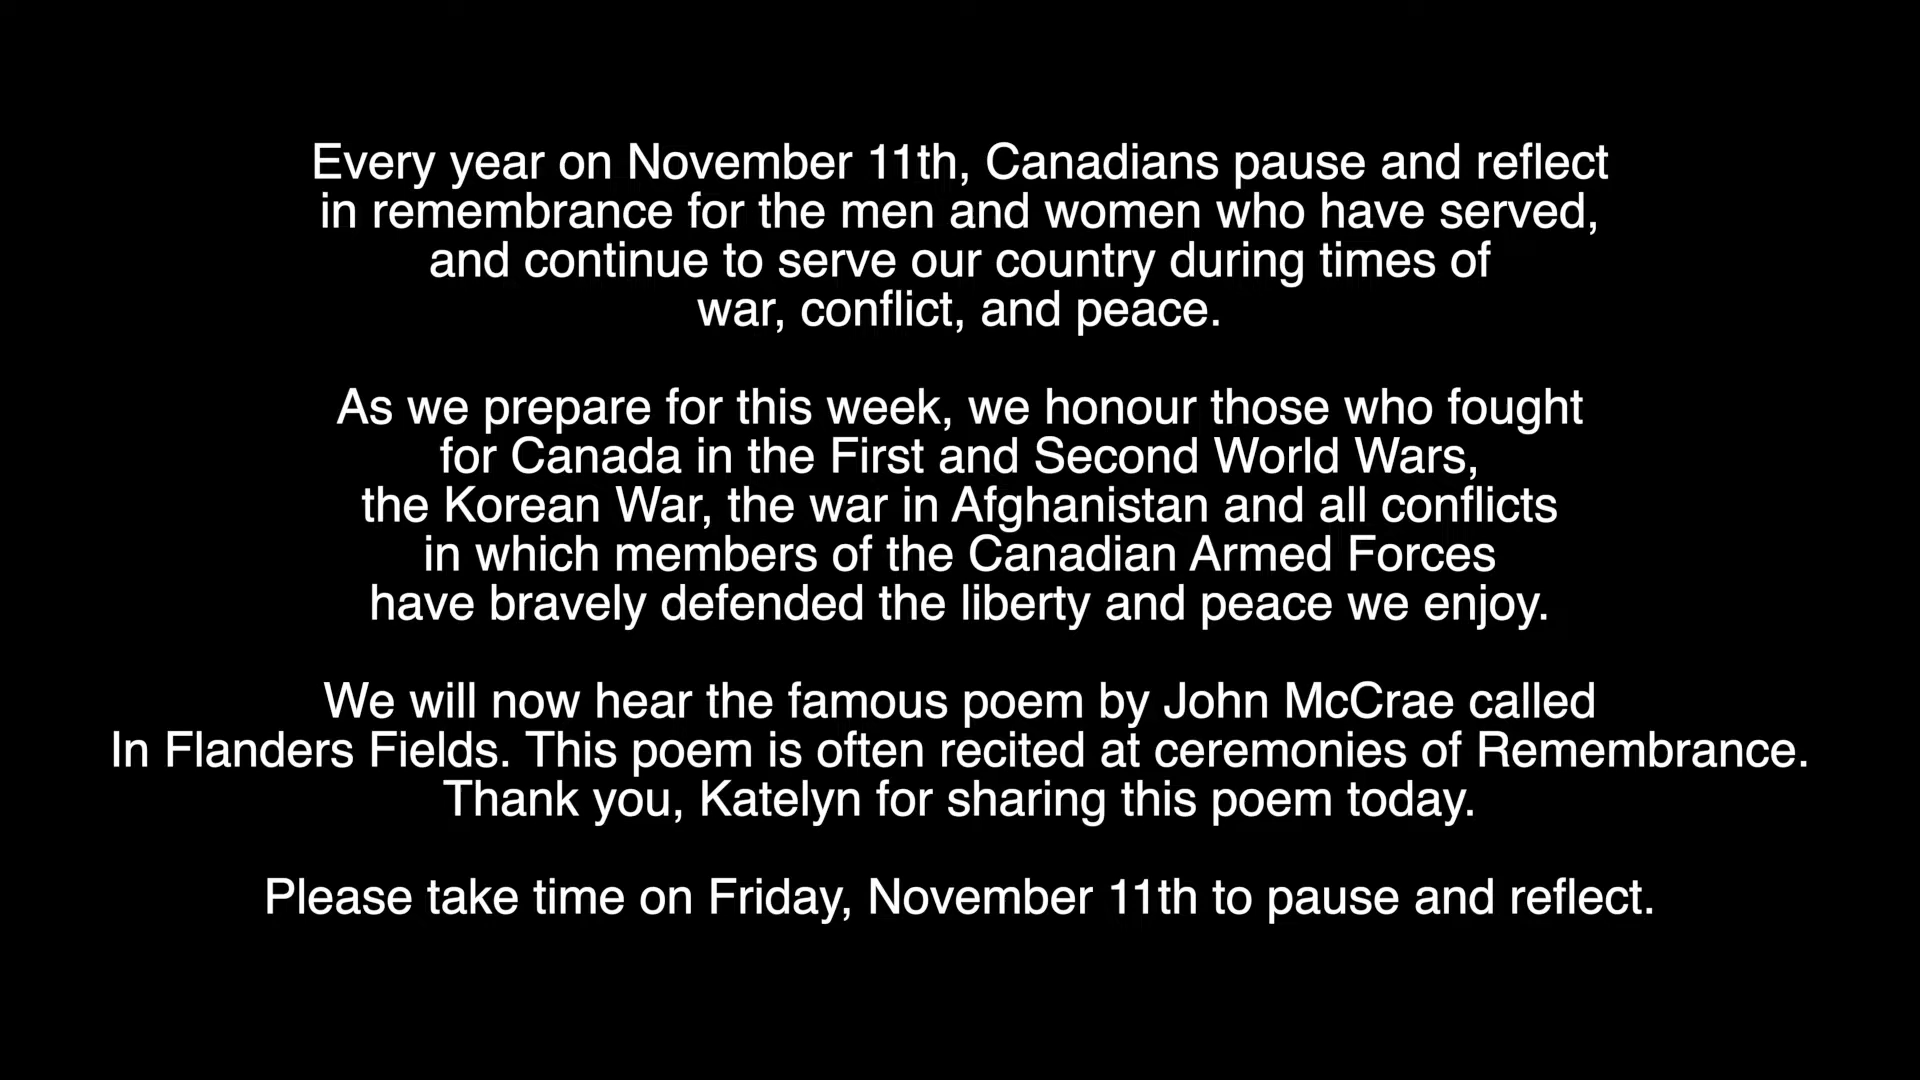 Every year on November 11th, Canadians pause and reflect
in remembrance for the men and women who have served,
and continue to serve our country during times of
war, conflict, and peace.
As we prepare for this week, we honour those who fought
for Canada in the First and Second World Wars,
the Korean War, the war in Afghanistan and all conflicts
in which members of the Canadian Armed Forces
have bravely defended the liberty and peace we enjoy.
We will now hear the famous poem by John McCrae called
In Flanders Fields. This poem is often recited at ceremonies of Remembrance.
Thank you, Katelyn for sharing this poem today.
Please take time on Friday, November 11th to pause and reflect.